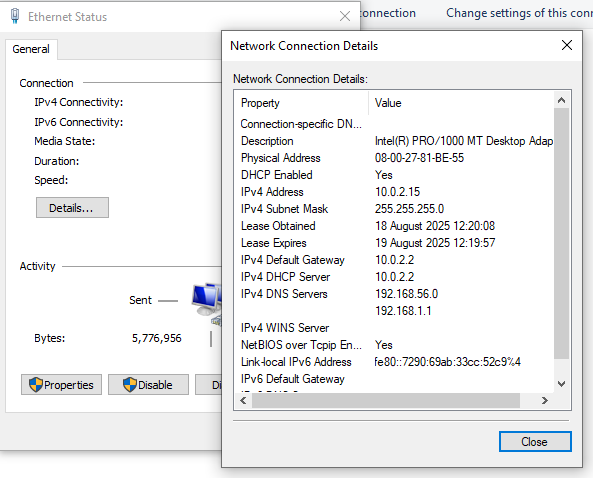 Ethernet Status
connection
Change settings of this conn
General
Connection
IPv4 Connectivity:
IPv6 Connectivity:
Media State:
Duration:
Speed:
Details...
Activity
Sent
Bytes: 5,776,956
Properties
Disable
Di
Network Connection Details
Network Connection Details:
Property Value
Connection-specific DN...
Description Intel(R) PRO/1000 MT Desktop Adap
Physical Address 08-00-27-81-BE-55
DHCP Enabled Yes
IPv4 Address 10.0.2.15
IPv4 Subnet Mask 255.255.255.0
Lease Obtained 18 August 2025 12:20:08
Lease Expires 19 August 2025 12:19:57
IPv4 Default Gateway 10.0.2.2
IPv4 DHCP Server 10.0.2.2
IPv4 DNS Servers 192.168.56.0
192.168.1.1
IPv4 WINS Server
NetBIOS over Tcpip En... Yes
Link-local IPv6 Address fe80::7290:69ab:33cc:52c9%4
IPv6 Default Gateway
Close